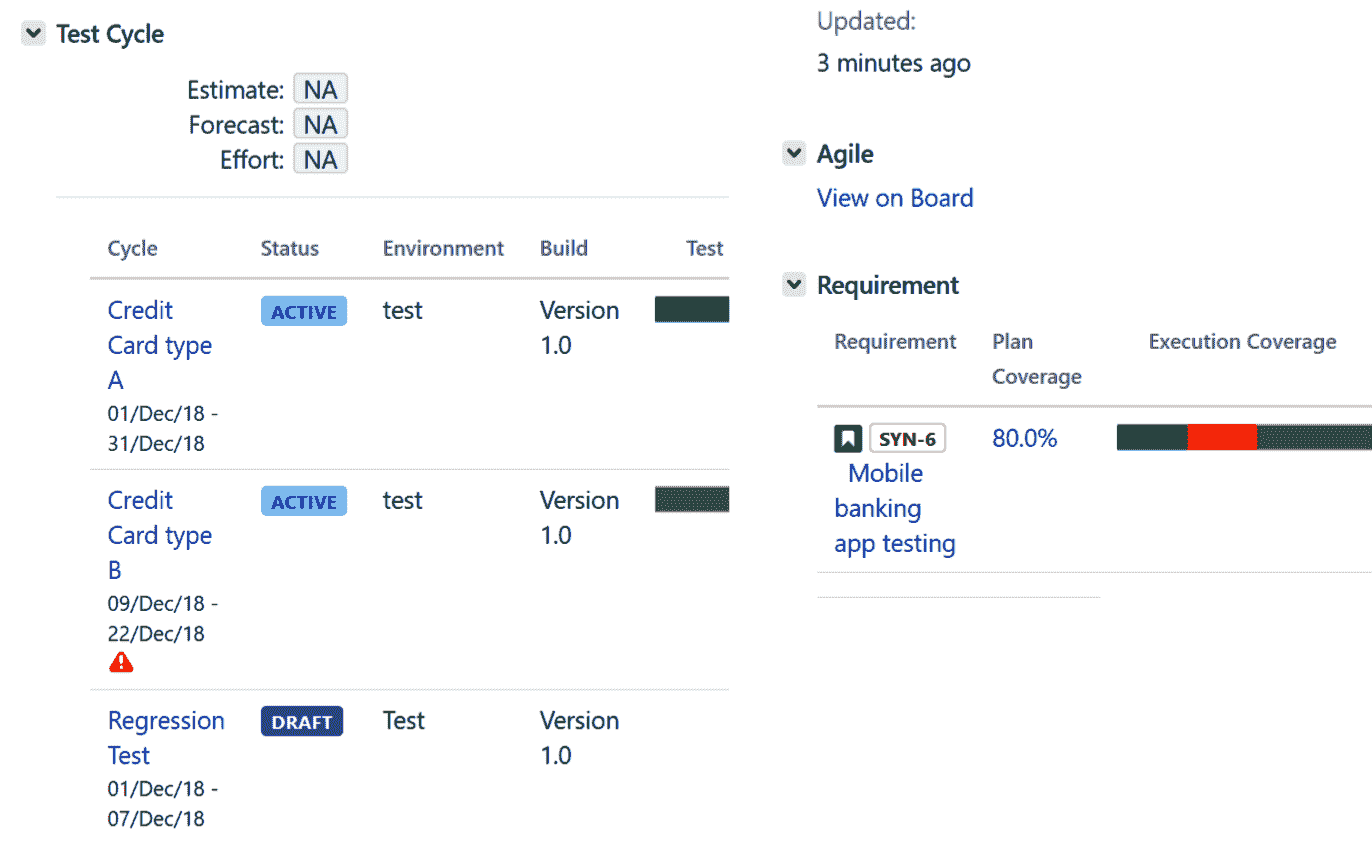 Test Cycle
Estimate: NA
Forecast: NA
Effort: NA
Cycle Status Environment Build Test
Credit ACTIVE test Version
Card type 1.0
A
01/Dec/18 -
31/Dec/18
Credit ACTIVE test Version
Card type 1.0
B
09/Dec/18 -
22/Dec/18
Regression DRAFT Test Version
Test 1.0
01/Dec/18 -
07/Dec/18
Updated:
3 minutes ago
Agile
View on Board
Requirement
Requirement Plan Execution Coverage
Coverage
SYN-6 80.0%
Mobile
banking
app testing